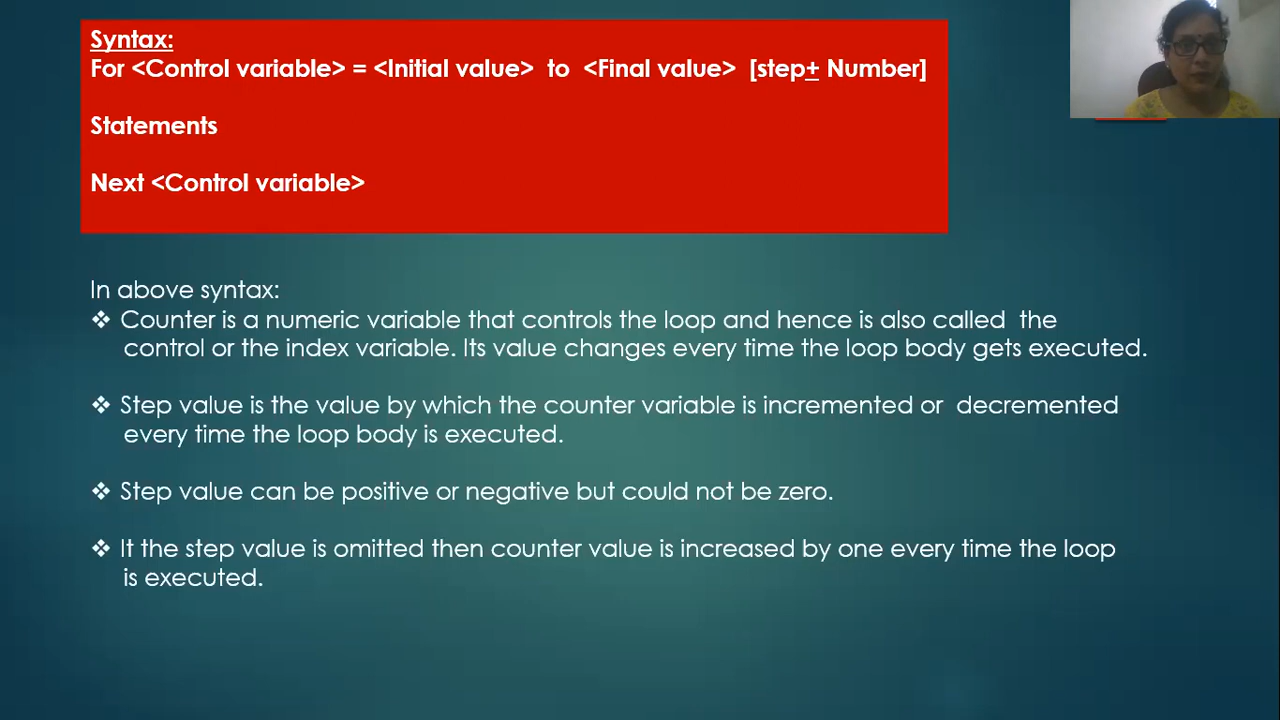 Syntax:
For <Control variable> = <Initial value> to <Final value> [step± Number]
Statements
Next <Control variable>
In above syntax:
❖ Counter is a numeric variable that controls the loop and hence is also called the
control or the index variable. Its value changes every time the loop body gets executed.
❖ Step value is the value by which the counter variable is incremented or decremented
every time the loop body is executed.
❖ Step value can be positive or negative but could not be zero.
❖ It the step value is omitted then counter value is increased by one every time the loop
is executed.